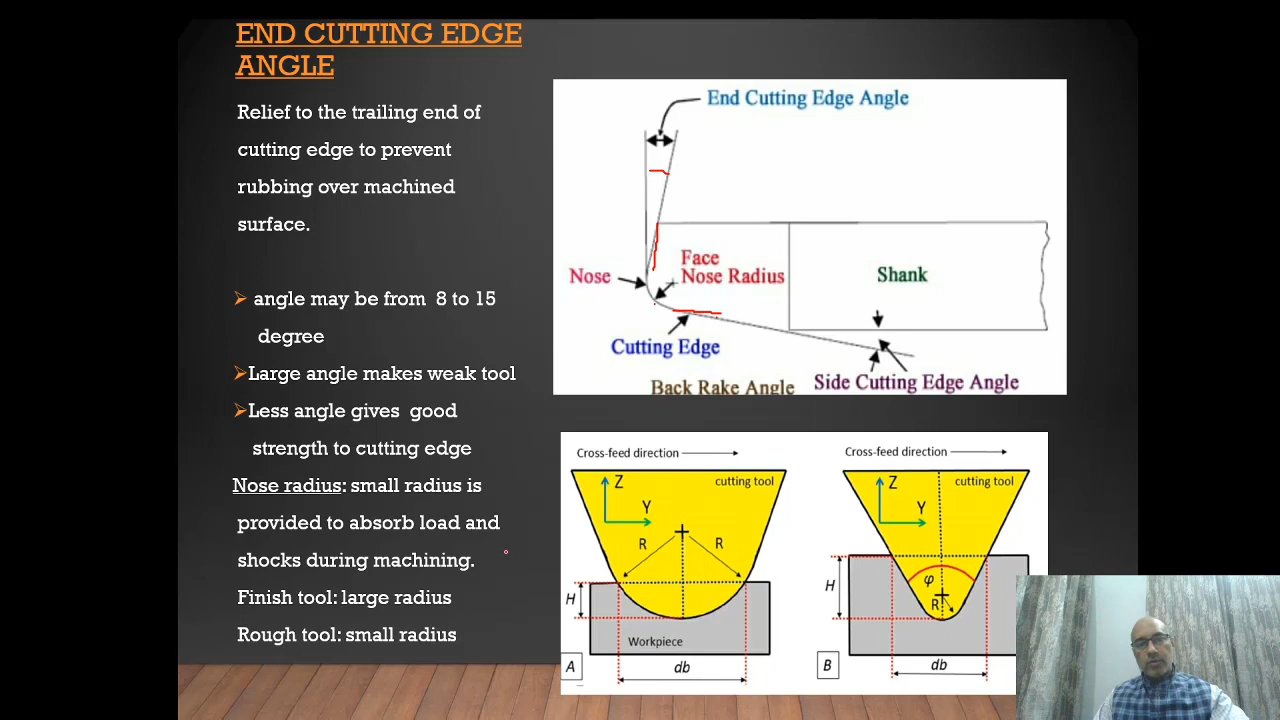 END CUTTING EDGE
ANGLE
Relief to the trailing end of
cutting edge to prevent
rubbing over machined
surface.
angle may be from 8 to 15
degree
Large angle makes weak tool
Less angle gives good
strength to cutting edge
Nose radius: small radius is
provided to absorb load and
shocks during machining.
Finish tool: large radius
Rough tool: small radius
End Cutting Edge Angle
Face
Nose
Nose Radius
Shank
Cutting Edge
Back Rake Angle
Side Cutting Edge Angle
Cross-feed direction
Z
cutting tool
Y
R
R
H
Workpiece
A
db
Cross-feed direction
Z
cutting tool
Y
H
φ
R
B
db